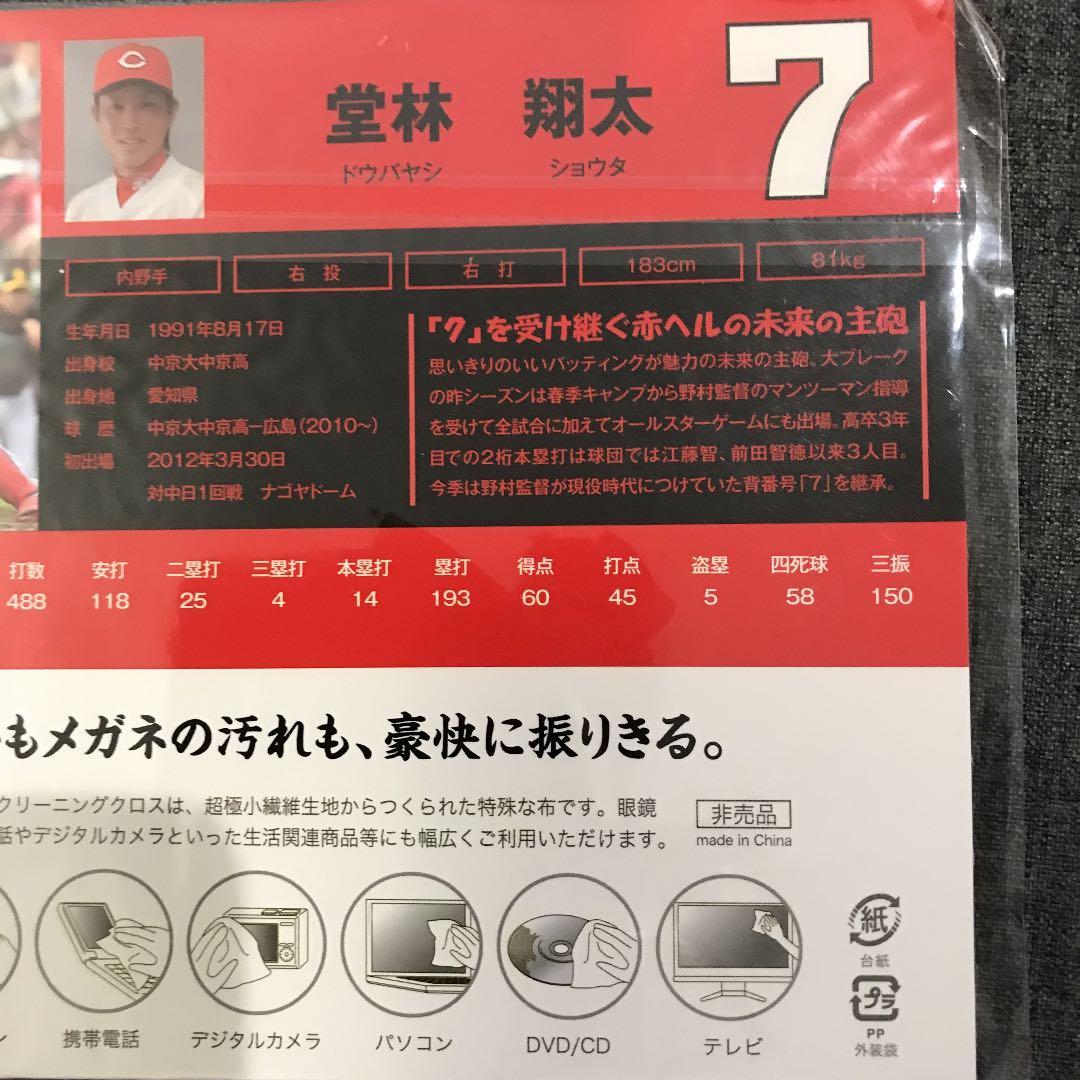 堂林 翔太
ドウバヤシ ショウタ
7
内野手 右投 右打 183cm 81kg
生年月日 1991年8月17日
出身校 中京大中京高
出身地 愛知県
球歴 中京大中京高―広島(2010〜)
初出場 2012年3月30日
対中日1回戦 ナゴヤドーム
「7」を受け継ぐ赤ヘルの未来の主砲
思いきりのいいバッティングが魅力の未来の主砲。大ブレーク
の昨シーズンは春季キャンプから野村監督のマンツーマン指導
を受けて全試合に加えてオールスターゲームにも出場。高卒3年
目での2桁本塁打は球団では江藤智、前田智徳以来3人目。
今季は野村監督が現役時代につけていた背番号「7」を継承。
打数 安打 二塁打 三塁打 本塁打 塁打 得点 打点 盗塁 四死球 三振
488 118 25 4 14 193 60 45 5 58 150
もメガネの汚れも、豪快に振りきる。
クリーニングクロスは、超極小繊維生地からつくられた特殊な布です。眼鏡
話やデジタルカメラといった生活関連商品等にも幅広くご利用いただけます。
非売品
made in China
携帯電話 デジタルカメラ パソコン DVD/CD テレビ
紙
台紙
プラ
PP
外装袋